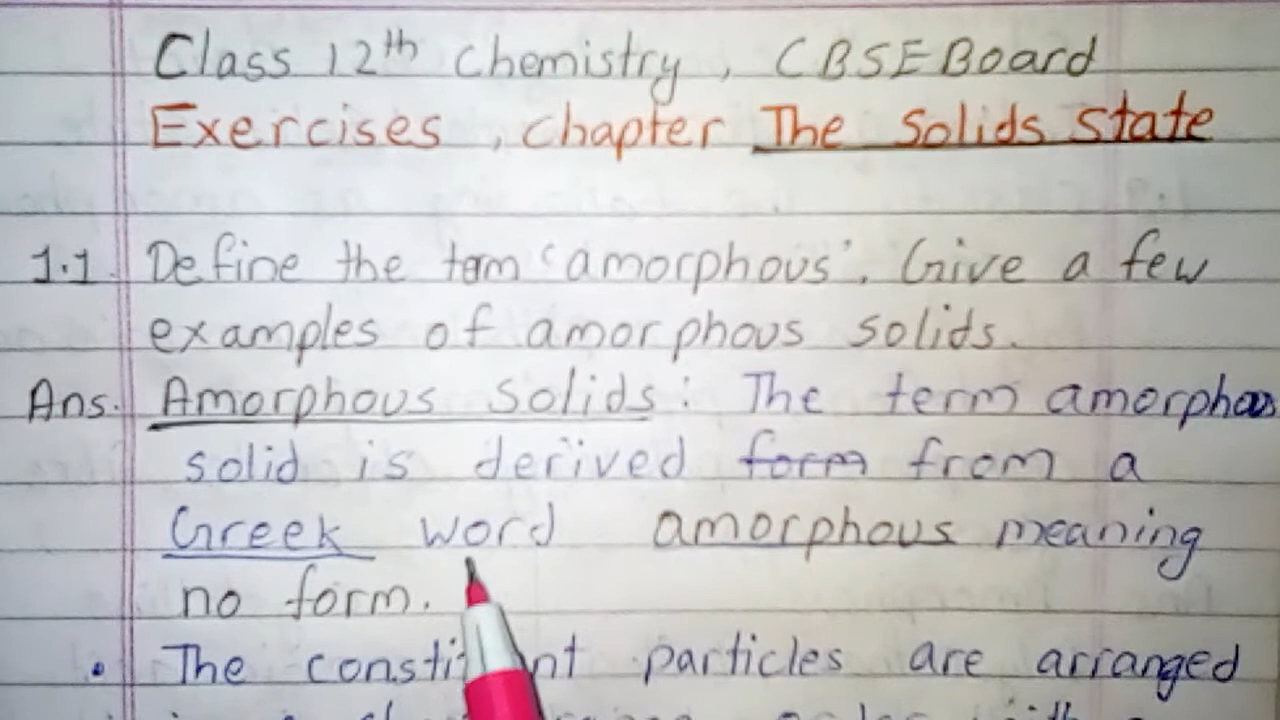 Class 12th Chemistry, CBSE Board
Exercises, Chapter The Solids State
1.1. Define the term 'amorphous'. Give a few
examples of amorphous solids.
Ans. Amorphous Solids: The term amorphous
solid is derived form from a
Greek word amorphous meaning
no form.
• The particles are arranged